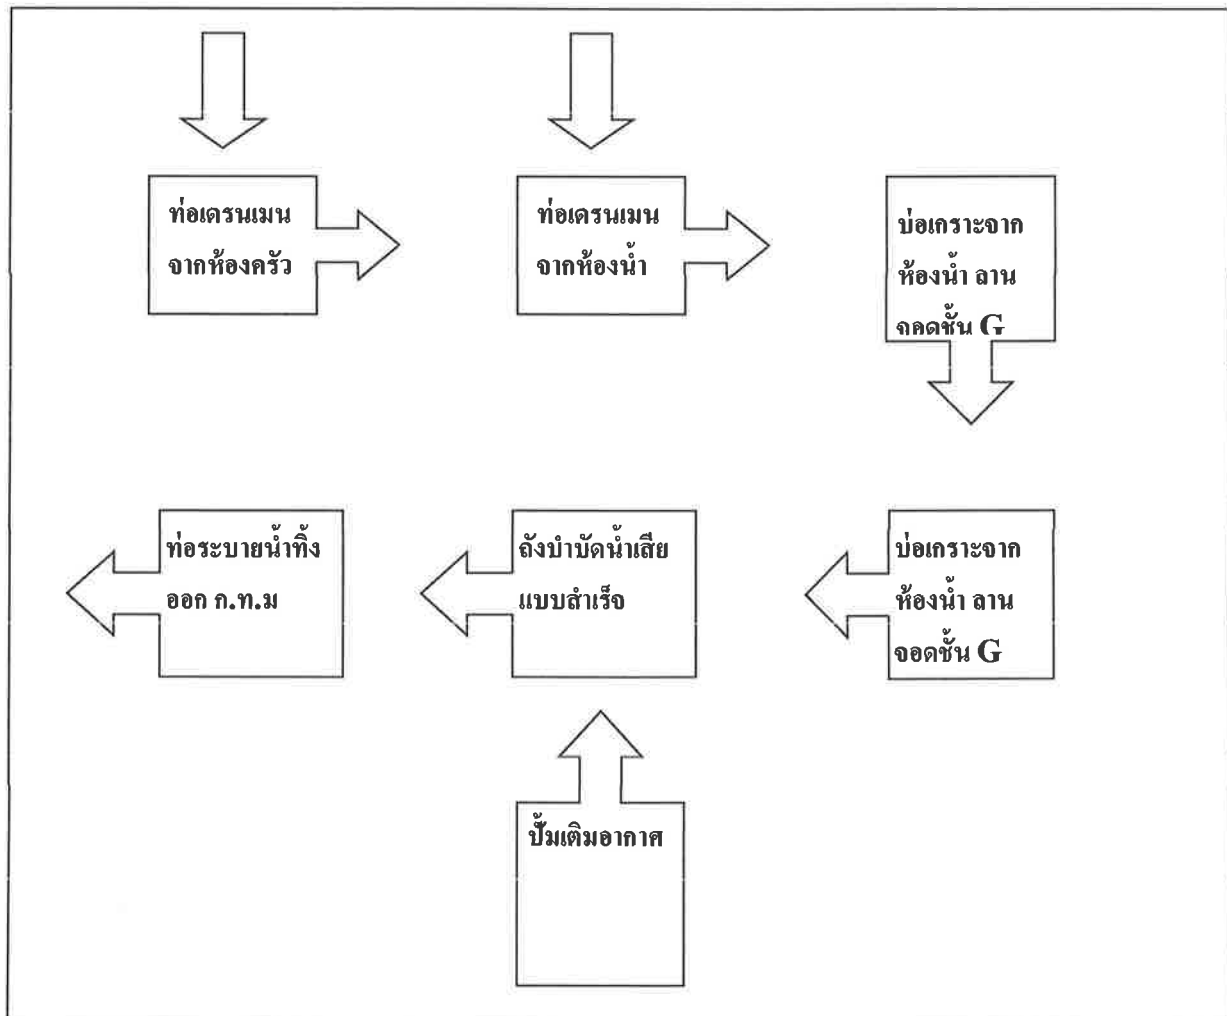 ท่อเดรนเมน
จากห้องครัว
ท่อเดรนเมน
จากห้องน้ำ
บ่อเกราะจาก
ห้องน้ำ ลาน
จอดชั้น G
ท่อระบายน้ำทิ้ง
ออก ก.ท.ม
ถังบำบัดน้ำเสีย
แบบสำเร็จ
บ่อเกราะจาก
ห้องน้ำ ลาน
จอดชั้น G
ปั้มเติมอากาศ